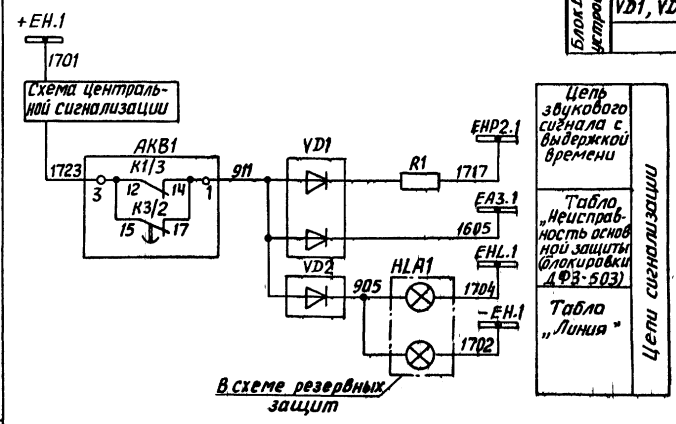 +EH.1
1701
Схема централь-
ной сигнализации
1723
АКВ1
K1/3
3
12
14
1
K3/2
15
17
911
VD1
R1
1717
EHP2.1
EA3.1
1605
VD2
905
HLA1
EHL.1
1704
-EH.1
1702
В схеме резервных
защит
Блок
устрой
VD1, VD
Цепь
звукового
сигнала с
выдержкой
времени
Табло
„Неисправ-
ность основ
ной защиты
(блокировки
ДФЗ-503)
Табло
„Линия"
Цепи сигнализации